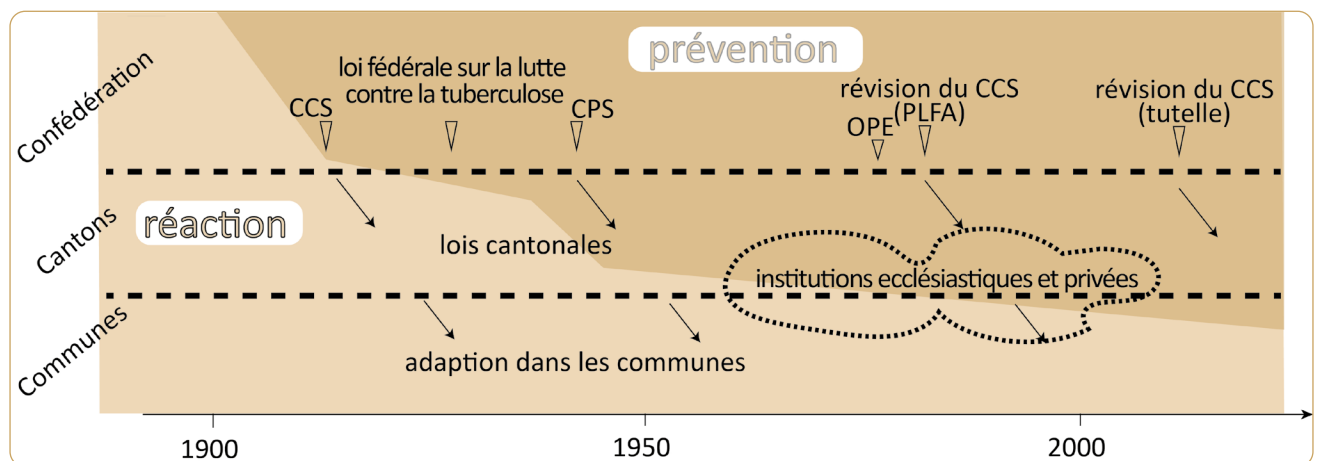 prévention
loi fédérale sur la lutte
contre la tuberculose
CCS
CPS
révision du CCS
(PLFA)
OPE
révision du CCS
(tutelle)
Confédération
réaction
Cantons
lois cantonales
institutions ecclésiastiques et privées
Communes
adaption dans les communes
1900
1950
2000